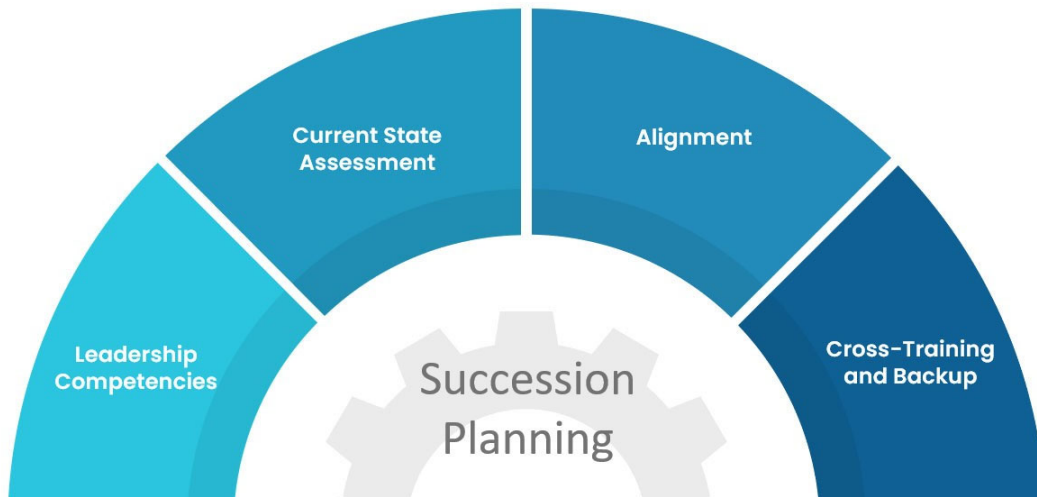 Current State
Assessment
Alignment
Leadership
Competencies
Cross-Training
and Backup
Succession
Planning